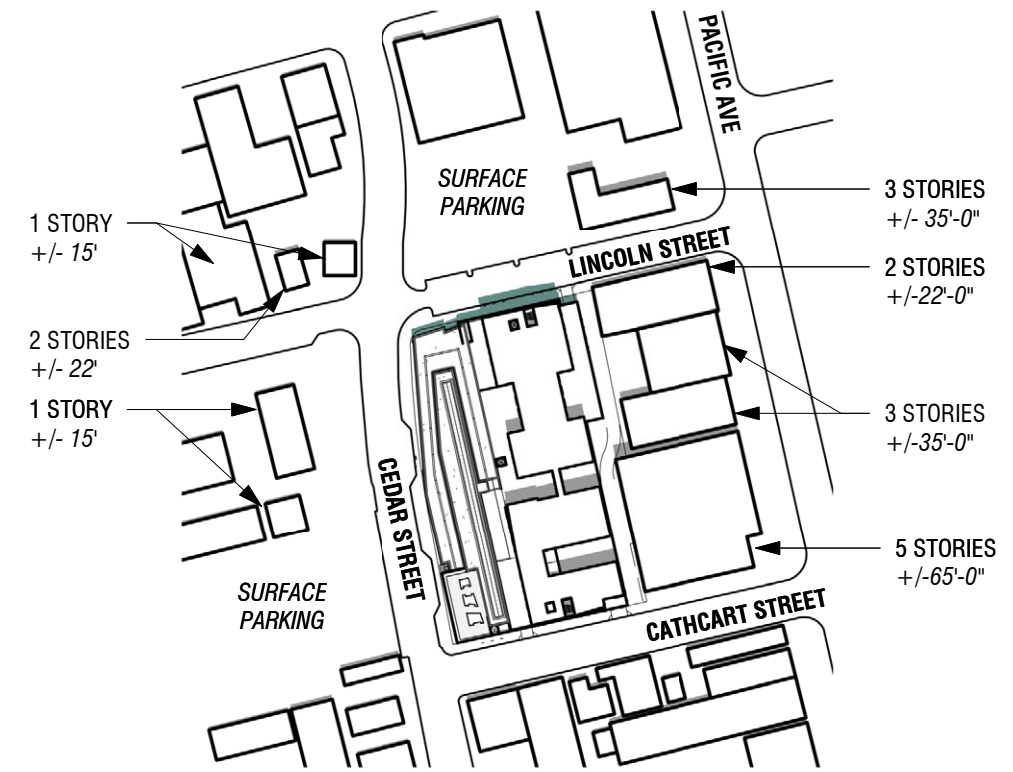 PACIFIC AVE
SURFACE
PARKING
3 STORIES
+/- 35'-0"
1 STORY
+/- 15'
LINCOLN STREET
2 STORIES
+/-22'-0"
2 STORIES
+/- 22'
1 STORY
+/- 15'
3 STORIES
+/-35'-0"
CEDAR STREET
5 STORIES
+/-65'-0"
SURFACE
PARKING
CATHCART STREET